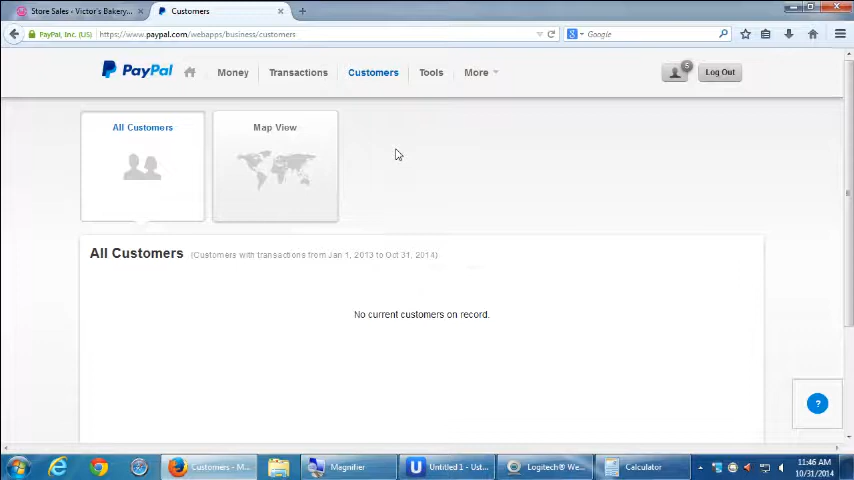 Store Sales - Victor's Bakery...
Customers
PayPal, Inc. (US)
https://www.paypal.com/webapps/business/customers
Google
PayPal
Money
Transactions
Customers
Tools
More
5
Log Out
All Customers
Map View
All Customers
(Customers with transactions from Jan 1, 2013 to Oct 31, 2014)
No current customers on record.
?
Customers - M...
Magnifier
Untitled 1 - Ust...
Logitech® We...
Calculator
11:46 AM
10/31/2014